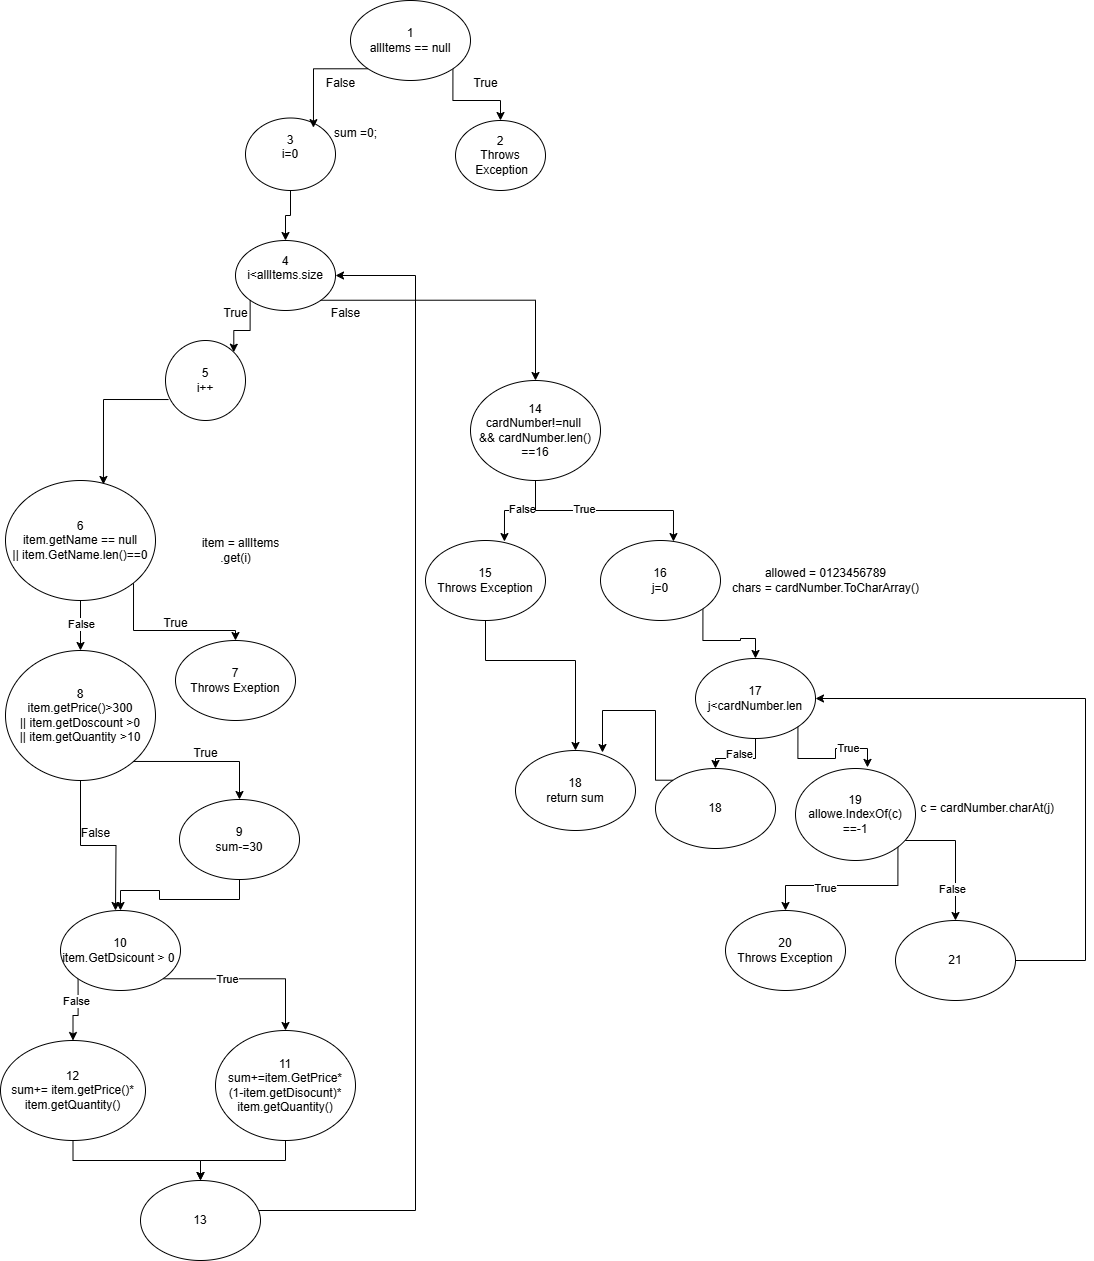 1
allItems == null
False
True
3
i=0
sum =0;
2
Throws
Exception
4
i<allItems.size
True
False
5
i++
14
cardNumber!=null
&& cardNumber.len()
==16
6
item.getName == null
|| item.GetName.len()==0
item = allItems
.get(i)
False
True
15
Throws Exception
16
j=0
allowed = 0123456789
chars = cardNumber.ToCharArray()
False
True
7
Throws Exeption
8
item.getPrice()>300
|| item.getDoscount >0
|| item.getQuantity >10
17
j<cardNumber.len
True
False
True
18
return sum
18
19
allowe.IndexOf(c)
==-1
c = cardNumber.charAt(j)
False
9
sum-=30
True
False
10
item.GetDsicount > 0
20
Throws Exception
21
True
False
12
sum+= item.getPrice()*
item.getQuantity()
11
sum+=item.GetPrice*
(1-item.getDisocunt)*
item.getQuantity()
13